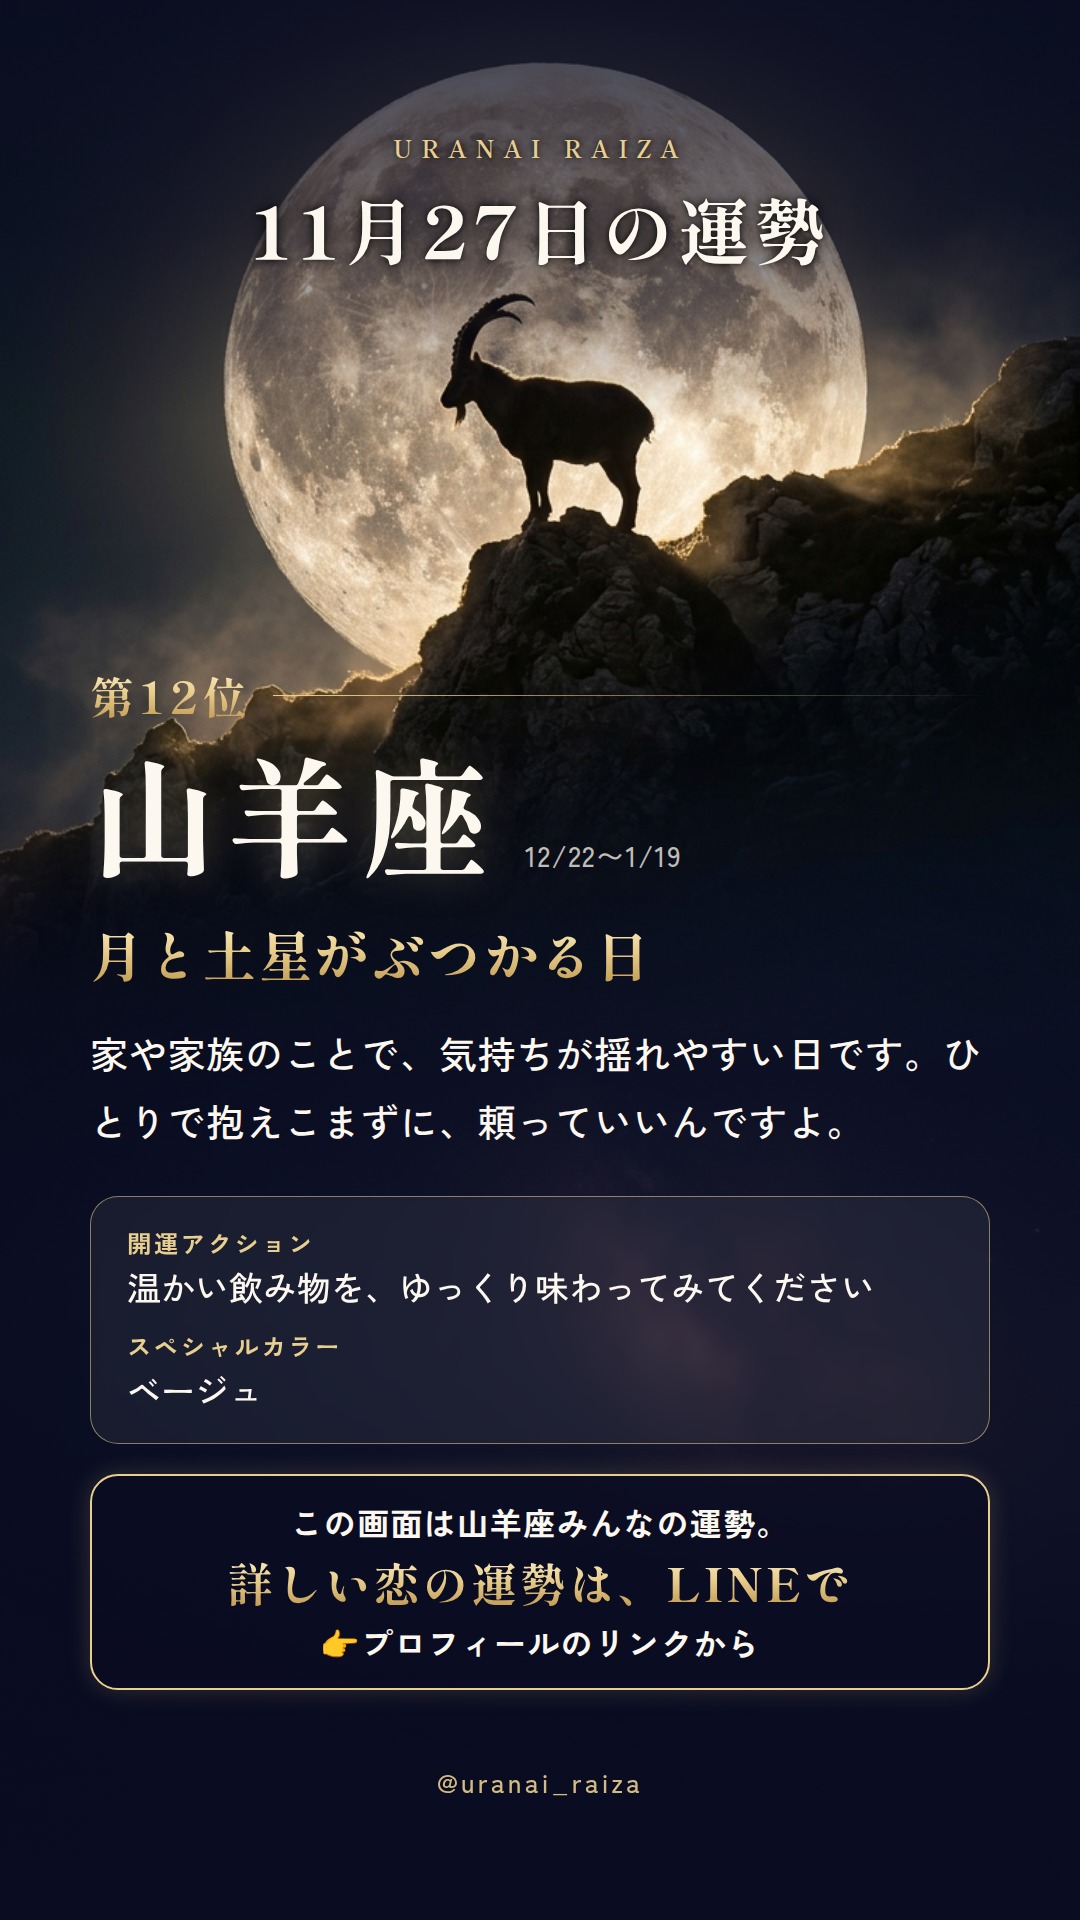 URANAI RAIZA
11月27日の運勢
第12位
山羊座 12/22〜1/19
月と土星がぶつかる日
家や家族のことで、気持ちが揺れやすい日です。ひ
とりで抱えこまずに、頼っていいんですよ。
開運アクション
温かい飲み物を、ゆっくり味わってみてください
スペシャルカラー
ベージュ
この画面は山羊座みんなの運勢。
詳しい恋の運勢は、LINEで
👉プロフィールのリンクから
@uranai_raiza